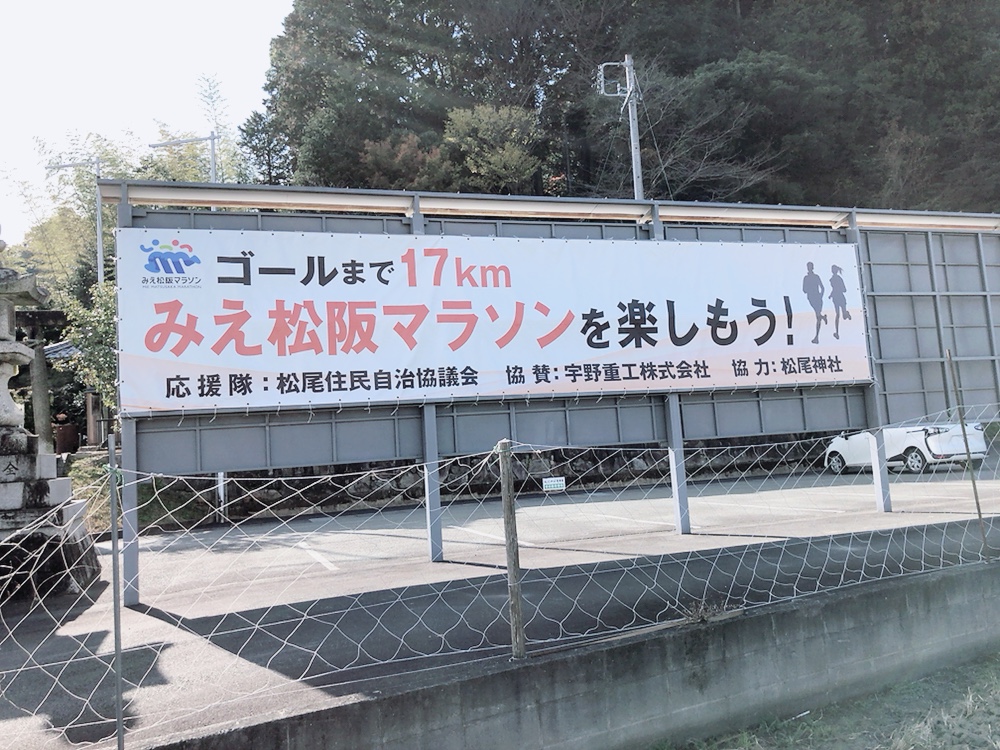 みえ松阪マラソン
MIE MATSUSAKA MARATHON
ゴールまで17km
みえ松阪マラソンを楽しもう!
応援隊:松尾住民自治協議会 協賛:宇野重工株式会社 協力:松尾神社